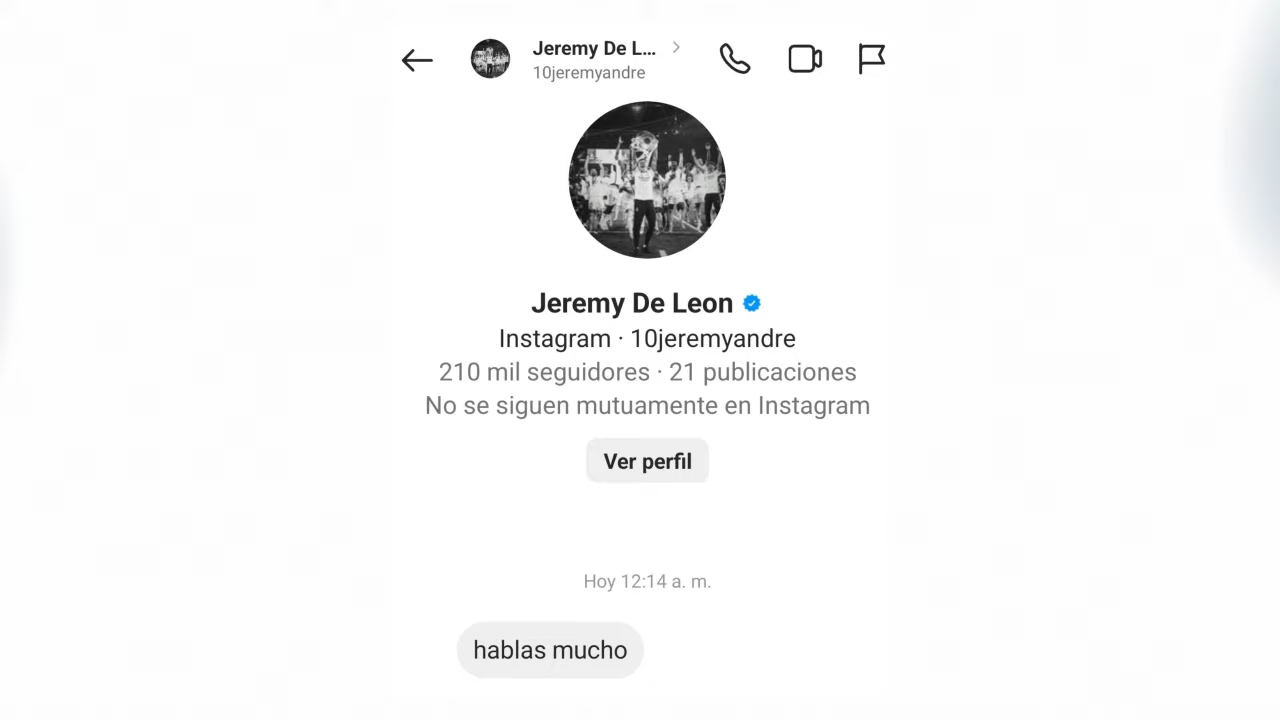 Jeremy De L...
10jeremyandre
Jeremy De Leon
Instagram · 10jeremyandre
210 mil seguidores · 21 publicaciones
No se siguen mutuamente en Instagram
Ver perfil
Hoy 12:14 a. m.
hablas mucho